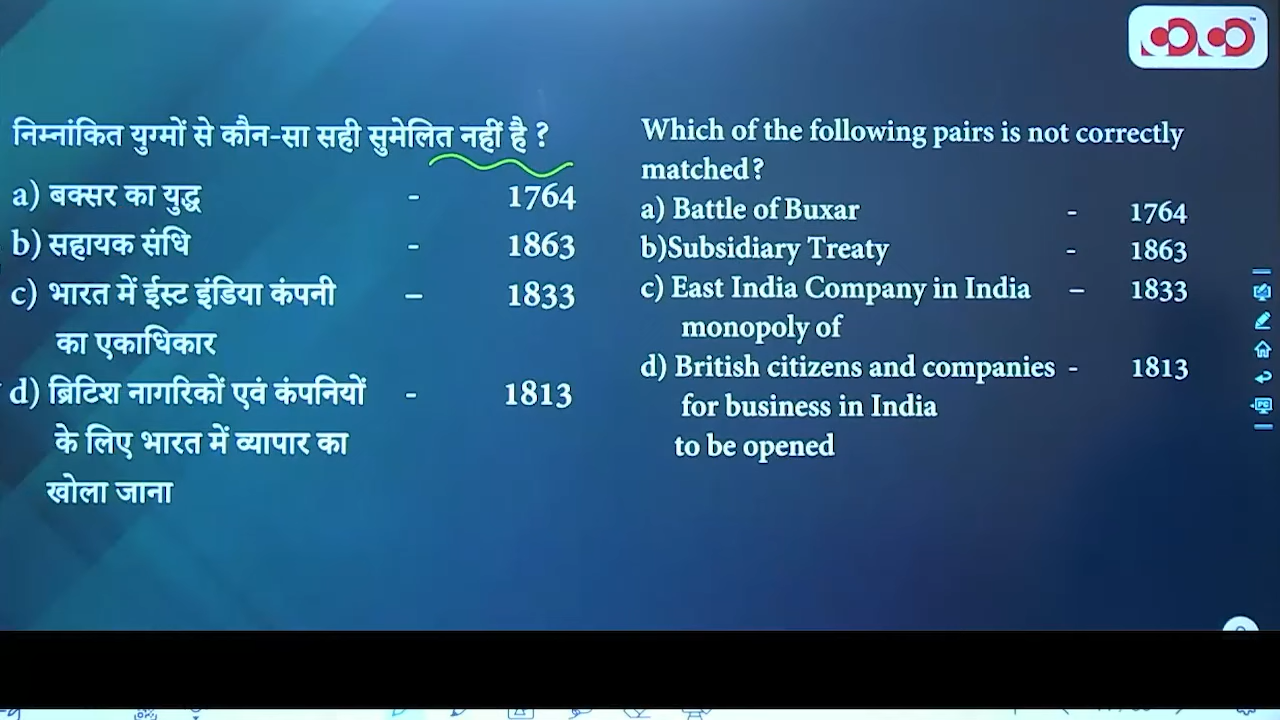 निम्नांकित युग्मों से कौन-सा सही सुमेलित नहीं है ?
a) बक्सर का युद्ध - 1764
b) सहायक संधि - 1863
c) भारत में ईस्ट इंडिया कंपनी – 1833
का एकाधिकार
d) ब्रिटिश नागरिकों एवं कंपनियों - 1813
के लिए भारत में व्यापार का
खोला जाना
Which of the following pairs is not correctly
matched?
a) Battle of Buxar - 1764
b)Subsidiary Treaty - 1863
c) East India Company in India – 1833
monopoly of
d) British citizens and companies - 1813
for business in India
to be opened
PC